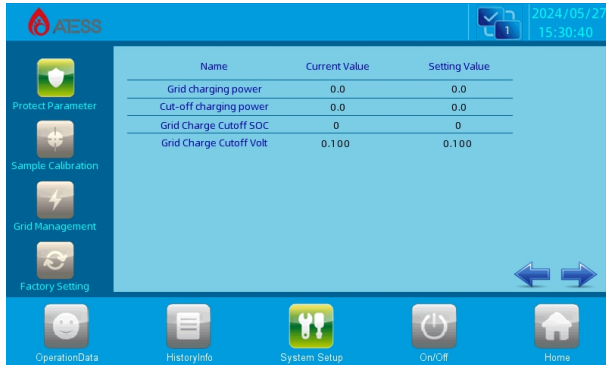 ATESS
1
2024/05/27
15:30:40
Protect Parameter
Sample Calibration
Grid Management
Factory Setting
Name Current Value Setting Value
Grid charging power 0.0 0.0
Cut-off charging power 0.0 0.0
Grid Charge Cutoff SOC 0 0
Grid Charge Cutoff Volt 0.100 0.100
OperationData HistoryInfo System Setup On/Off Home